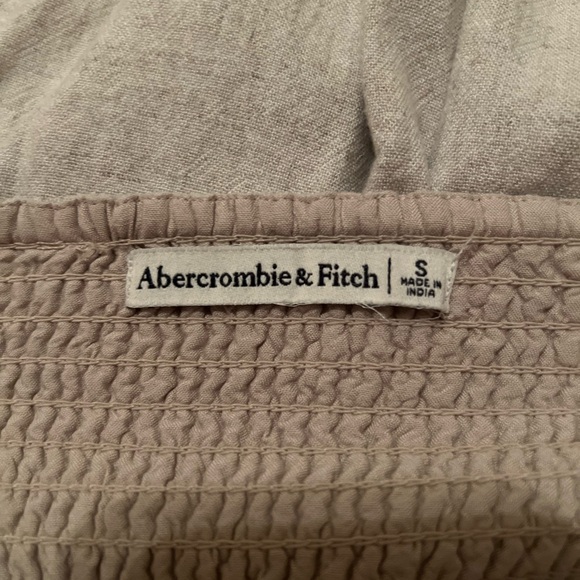 Abercrombie & Fitch | S
MADE IN
INDIA